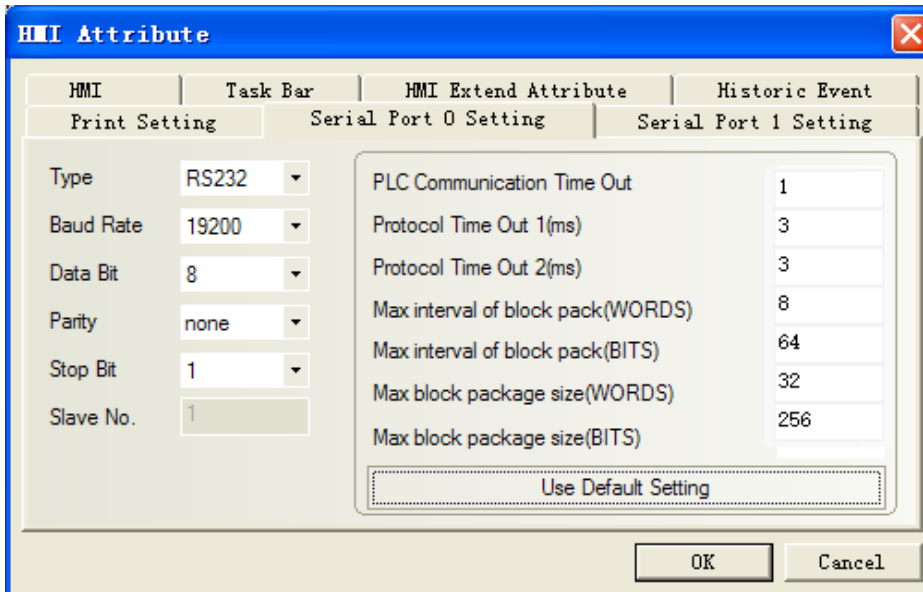 HMI Attribute
HMI Task Bar HMI Extend Attribute Historic Event
Print Setting Serial Port 0 Setting Serial Port 1 Setting
Type RS232
Baud Rate 19200
Data Bit 8
Parity none
Stop Bit 1
Slave No. 1
PLC Communication Time Out 1
Protocol Time Out 1(ms) 3
Protocol Time Out 2(ms) 3
Max interval of block pack(WORDS) 8
Max interval of block pack(BITS) 64
Max block package size(WORDS) 32
Max block package size(BITS) 256
Use Default Setting
OK Cancel